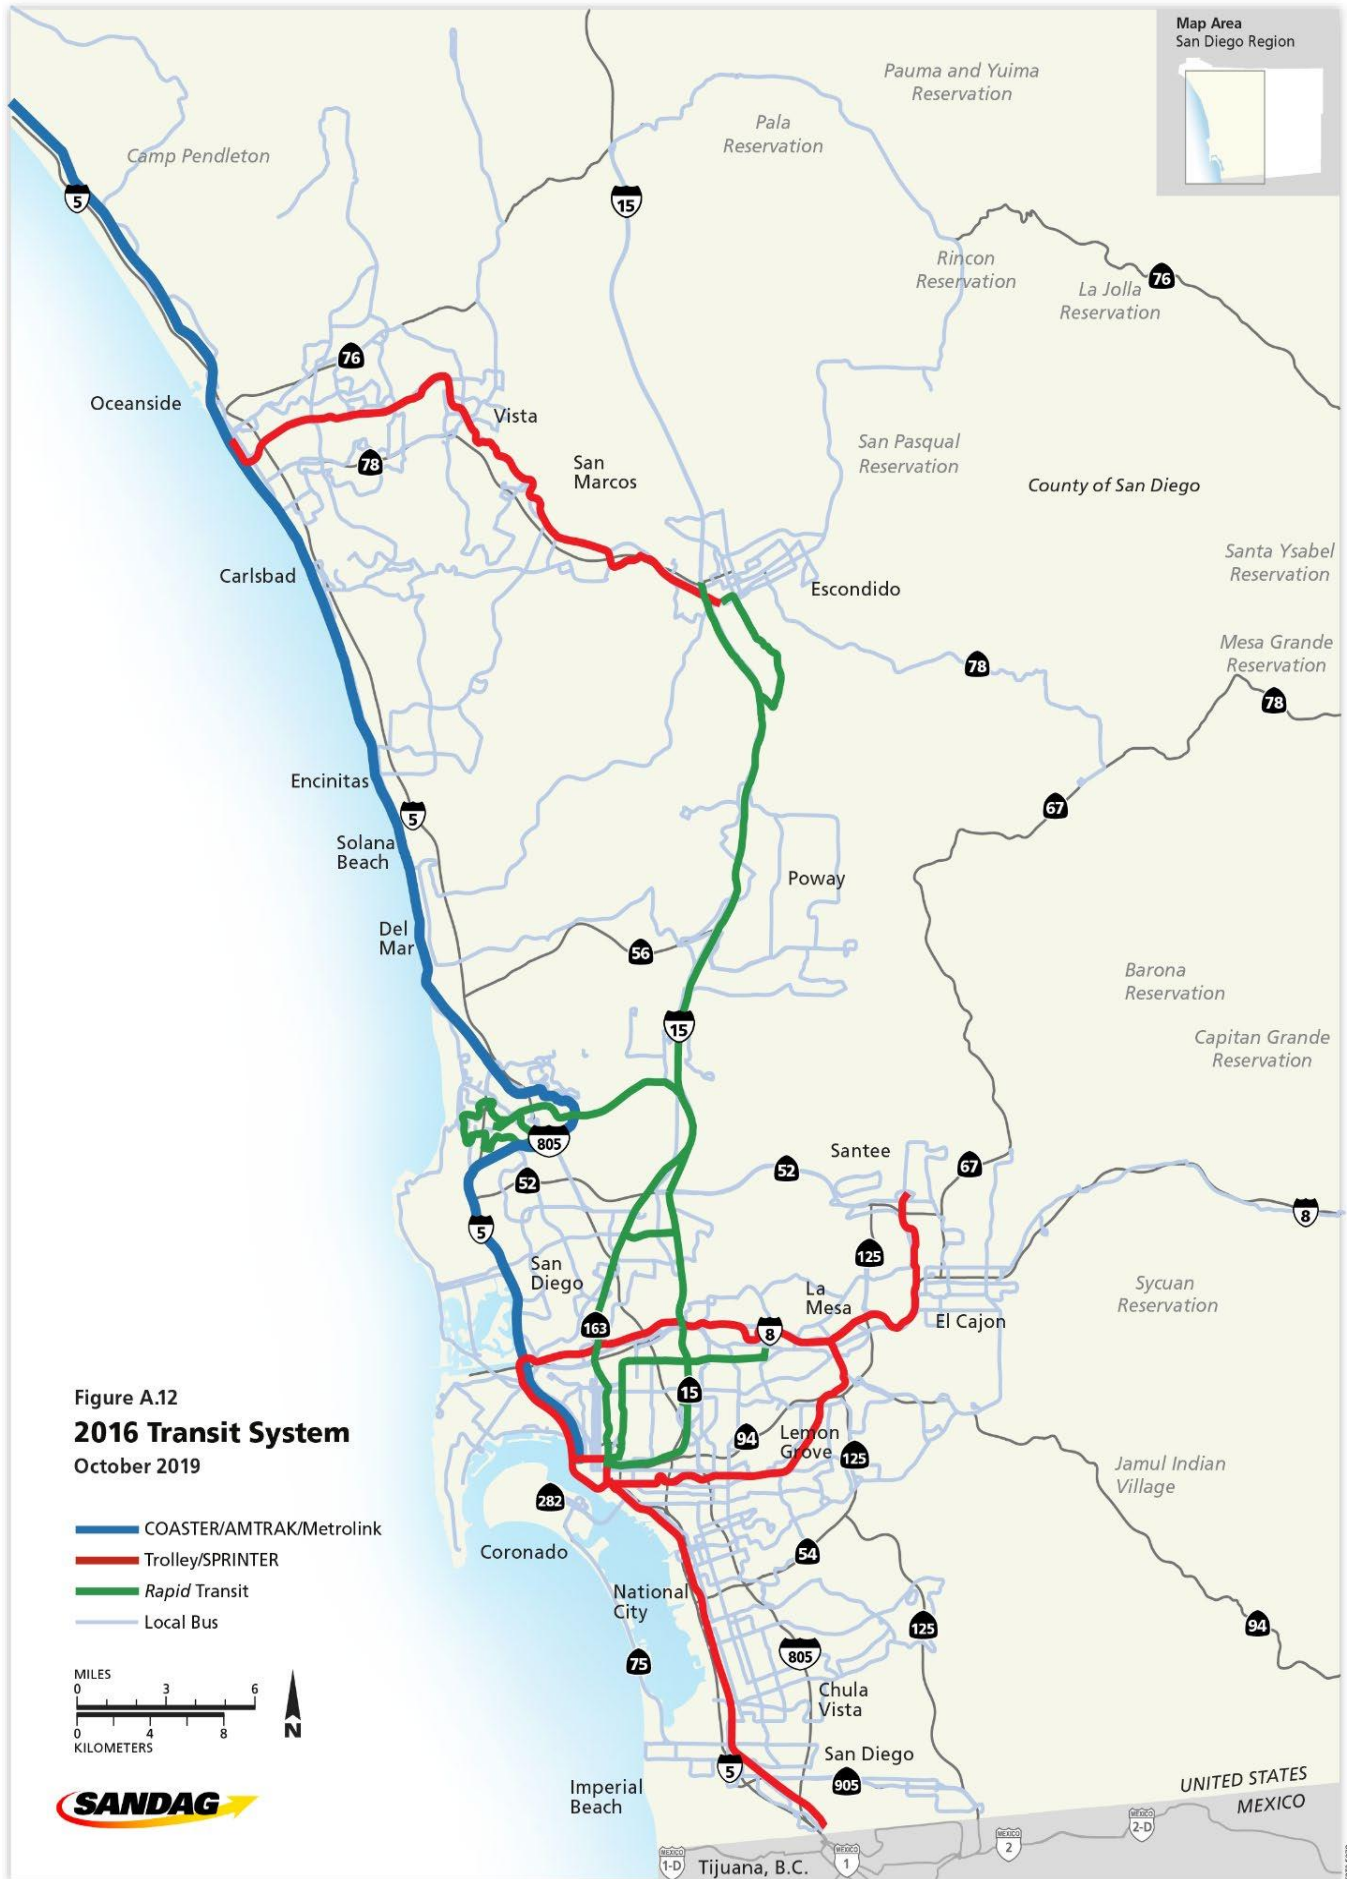 Map Area
San Diego Region
Pauma and Yuima
Reservation
Pala
Reservation
Camp Pendleton
5
15
Rincon
Reservation
La Jolla
Reservation
76
76
Oceanside
Vista
78
San
Marcos
San Pasqual
Reservation
County of San Diego
Santa Ysabel
Reservation
Carlsbad
Escondido
Mesa Grande
Reservation
78
78
Encinitas
5
67
Solana
Beach
Poway
Del
Mar
56
Barona
Reservation
15
Capitan Grande
Reservation
805
Santee
52
67
52
5
8
125
San
Diego
La
Mesa
Sycuan
Reservation
163
8
El Cajon
15
Figure A.12
2016 Transit System
October 2019
94
Lemon
Grove
125
Jamul Indian
Village
282
COASTER/AMTRAK/Metrolink
Trolley/SPRINTER
Rapid Transit
Local Bus
Coronado
54
National
City
125
94
75
805
MILES
0 3 6
0 4 8
KILOMETERS
N
Chula
Vista
San Diego
5
905
SANDAG
Imperial
Beach
UNITED STATES
MEXICO
MEXICO
2-D
MEXICO
2
MEXICO
1-D
Tijuana, B.C.
MEXICO
1